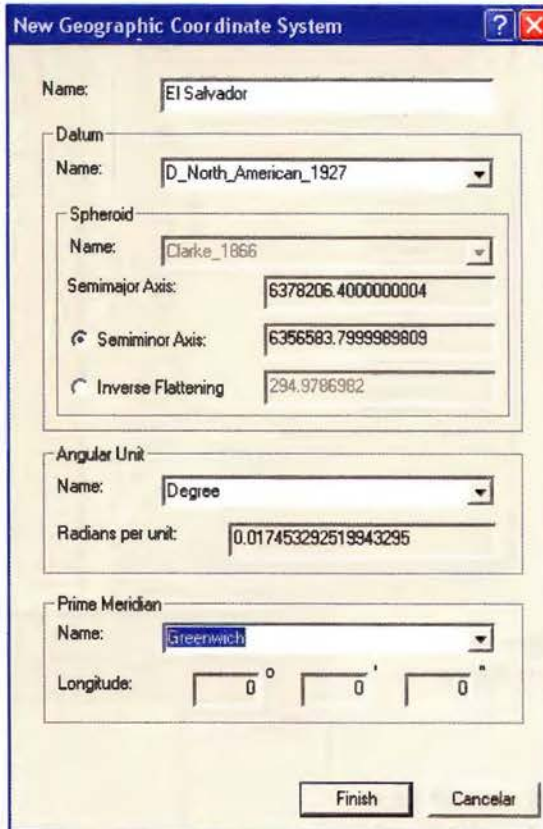 New Geographic Coordinate System ? X
Name: El Salvador
Datum
Name: D_North_American_1927
Spheroid
Name: Clarke_1866
Semimajor Axis: 6378206.4000000004
Semiminor Axis: 6356583.7999989809
Inverse Flattening 294.9786982
Angular Unit
Name: Degree
Radians per unit: 0.017453292519943295
Prime Meridian
Name: Greenwich
Longitude: 0 ° 0 ' 0 "
Finish Cancelar